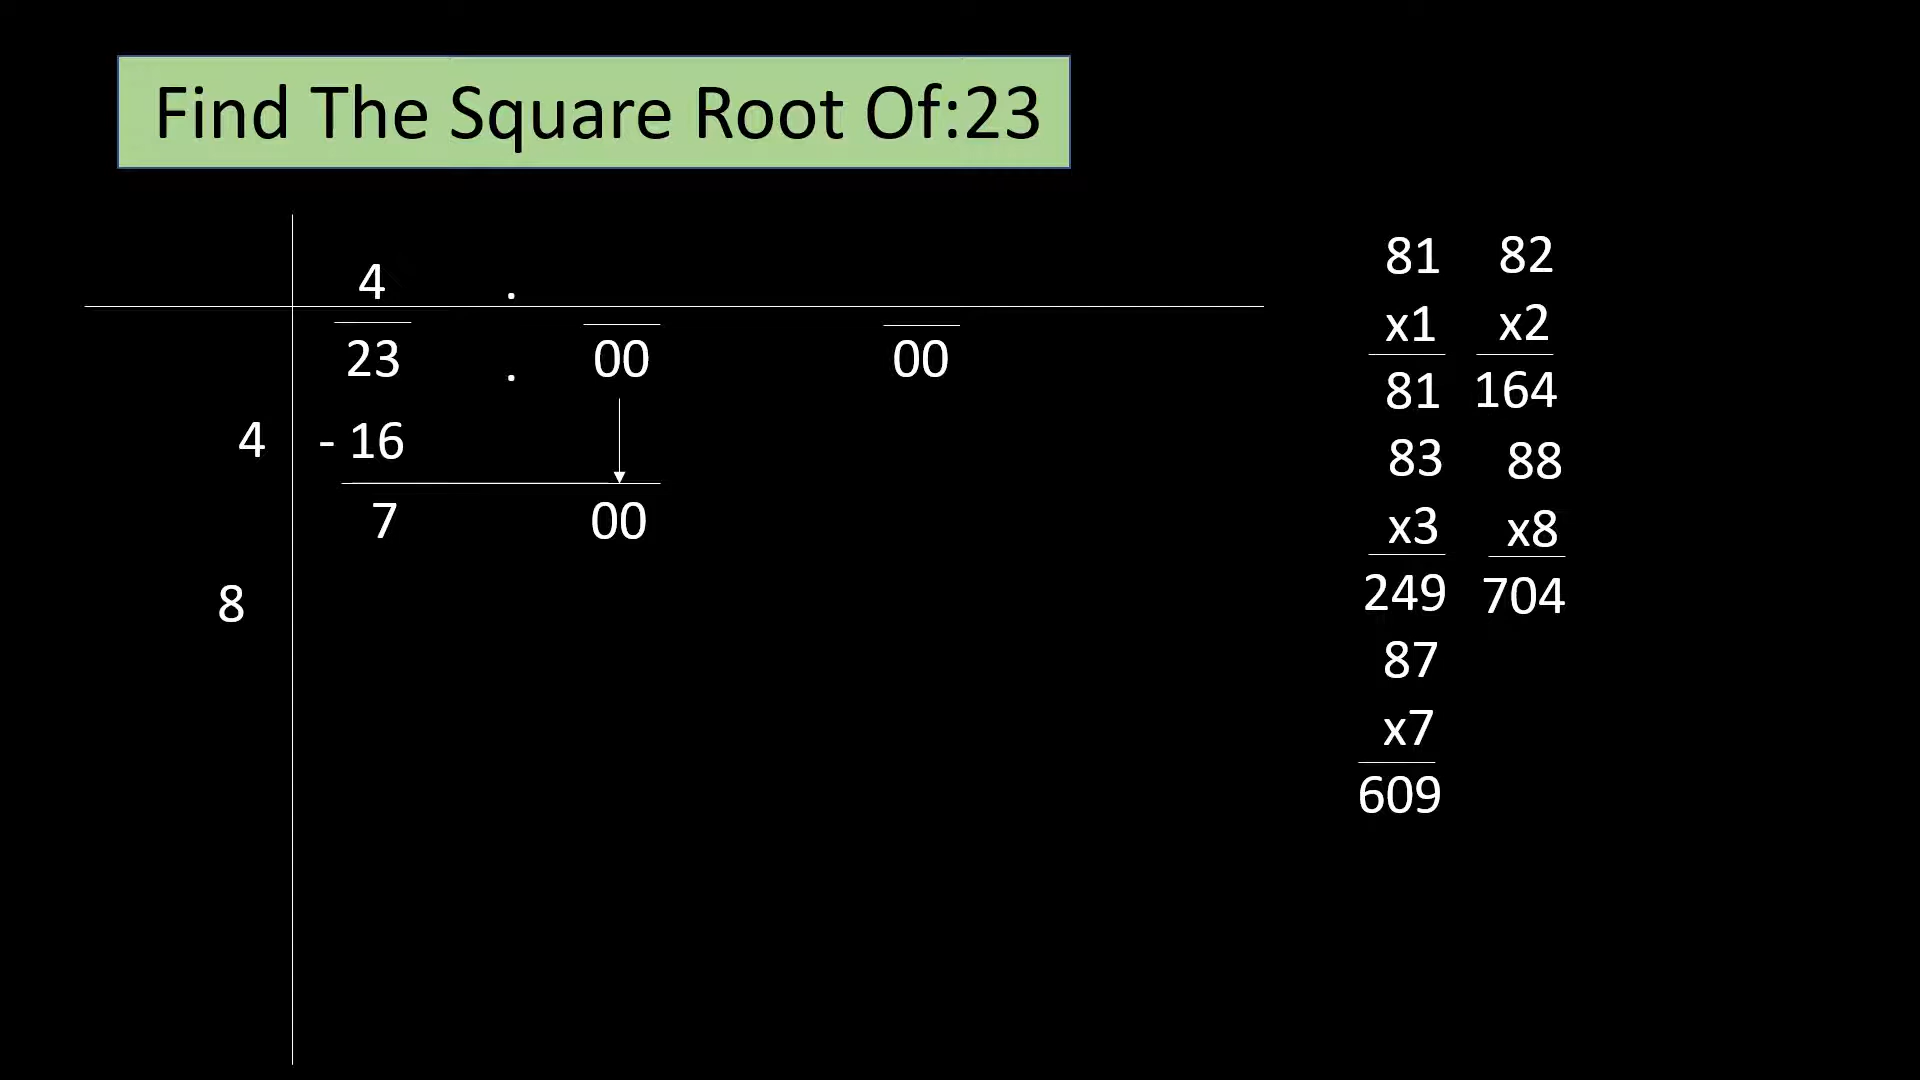 Find The Square Root Of:23
4 .
23 . 00 00
4 - 16
7 00
8
81 82
x1 x2
81 164
83 88
x3 x8
249 704
87
x7
609